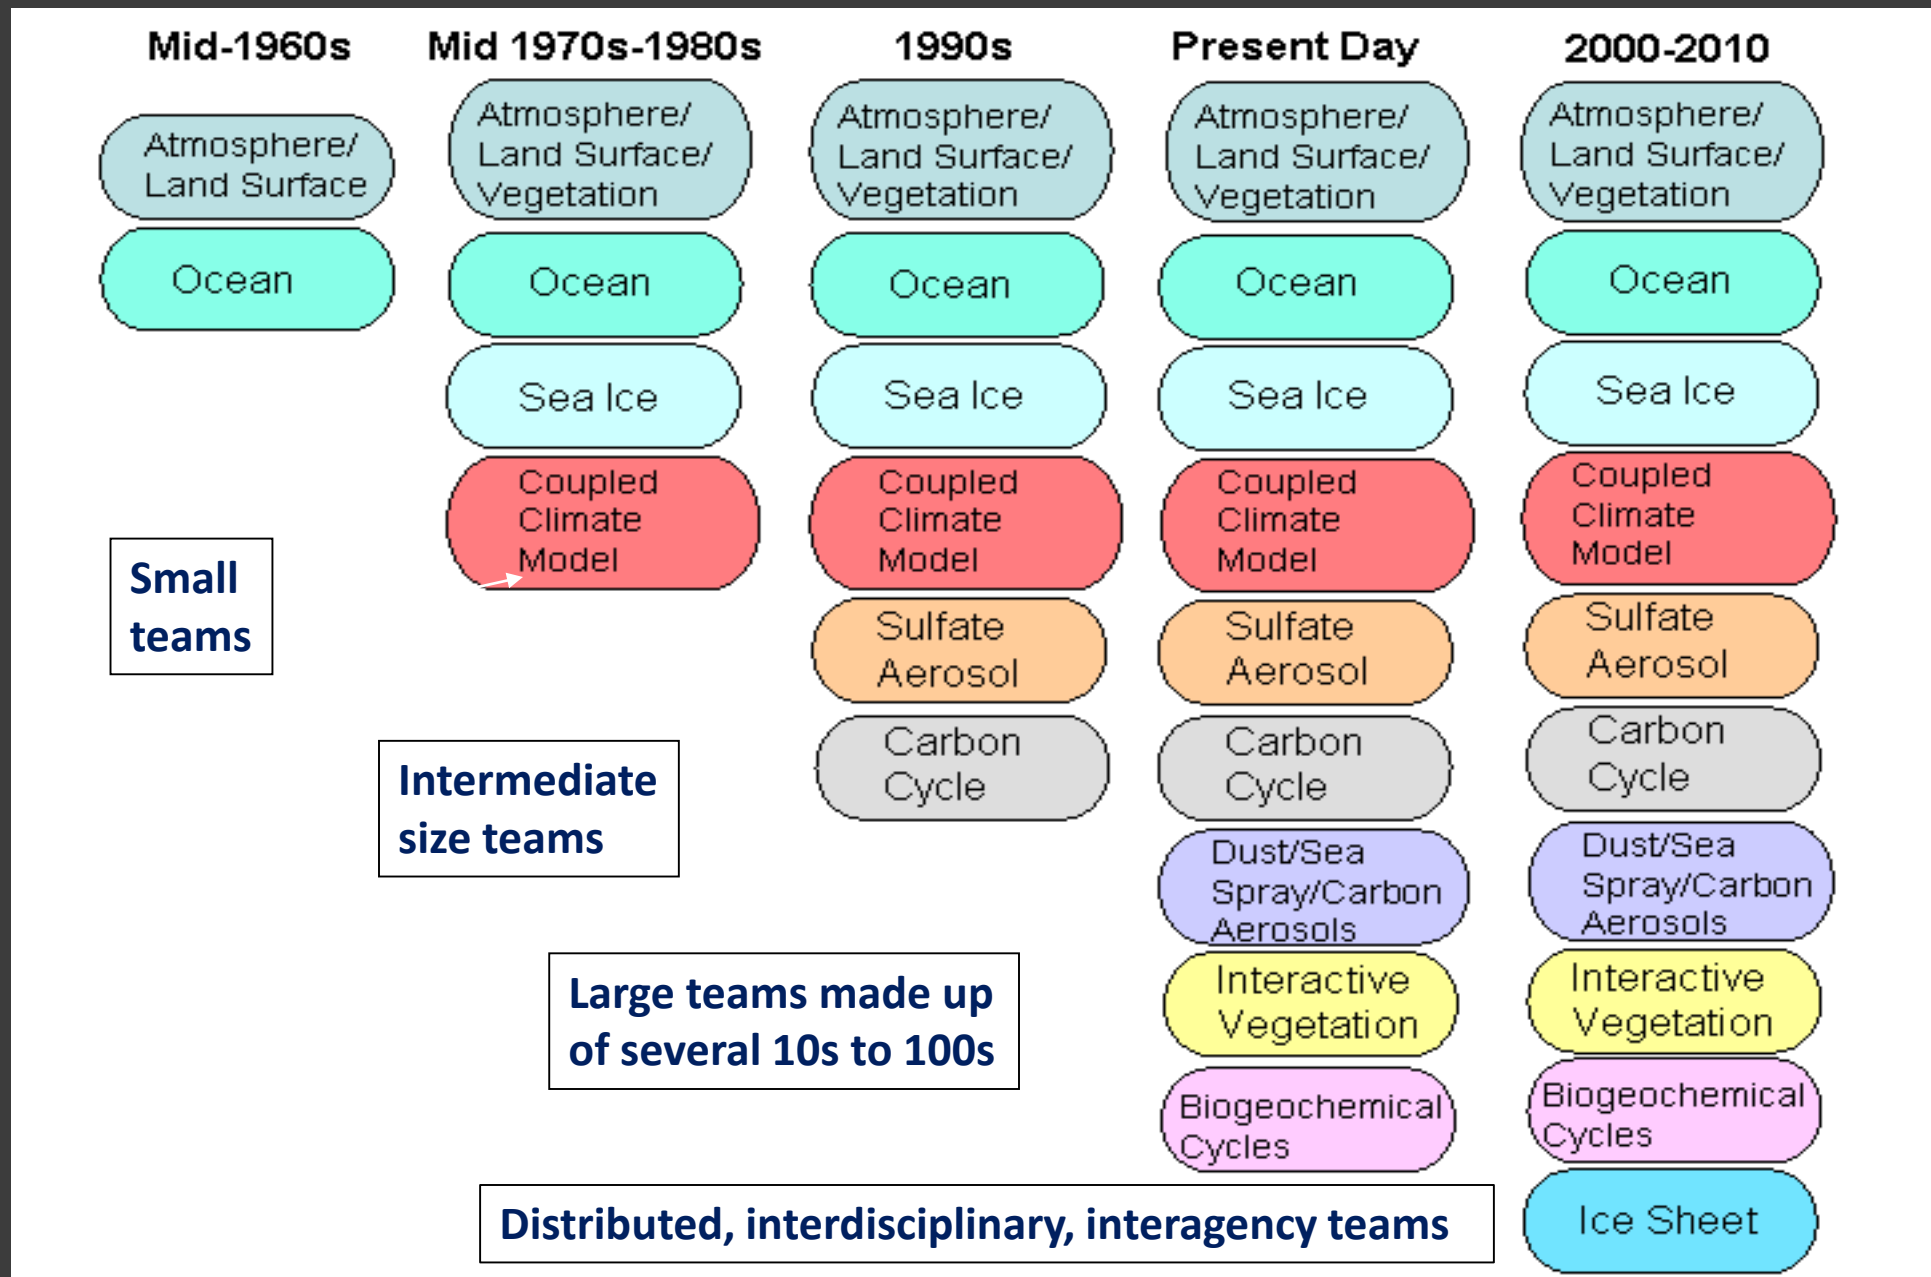 Mid-1960s
Atmosphere/
Land Surface
Ocean
Small
teams
Mid 1970s-1980s
Atmosphere/
Land Surface/
Vegetation
Ocean
Sea Ice
Coupled
Climate
Model
Intermediate
size teams
1990s
Atmosphere/
Land Surface/
Vegetation
Ocean
Sea Ice
Coupled
Climate
Model
Sulfate
Aerosol
Carbon
Cycle
Large teams made up
of several 10s to 100s
Present Day
Atmosphere/
Land Surface/
Vegetation
Ocean
Sea Ice
Coupled
Climate
Model
Sulfate
Aerosol
Carbon
Cycle
Dust/Sea
Spray/Carbon
Aerosols
Interactive
Vegetation
Biogeochemical
Cycles
Distributed, interdisciplinary, interagency teams
2000-2010
Atmosphere/
Land Surface/
Vegetation
Ocean
Sea Ice
Coupled
Climate
Model
Sulfate
Aerosol
Carbon
Cycle
Dust/Sea
Spray/Carbon
Aerosols
Interactive
Vegetation
Biogeochemical
Cycles
Ice Sheet